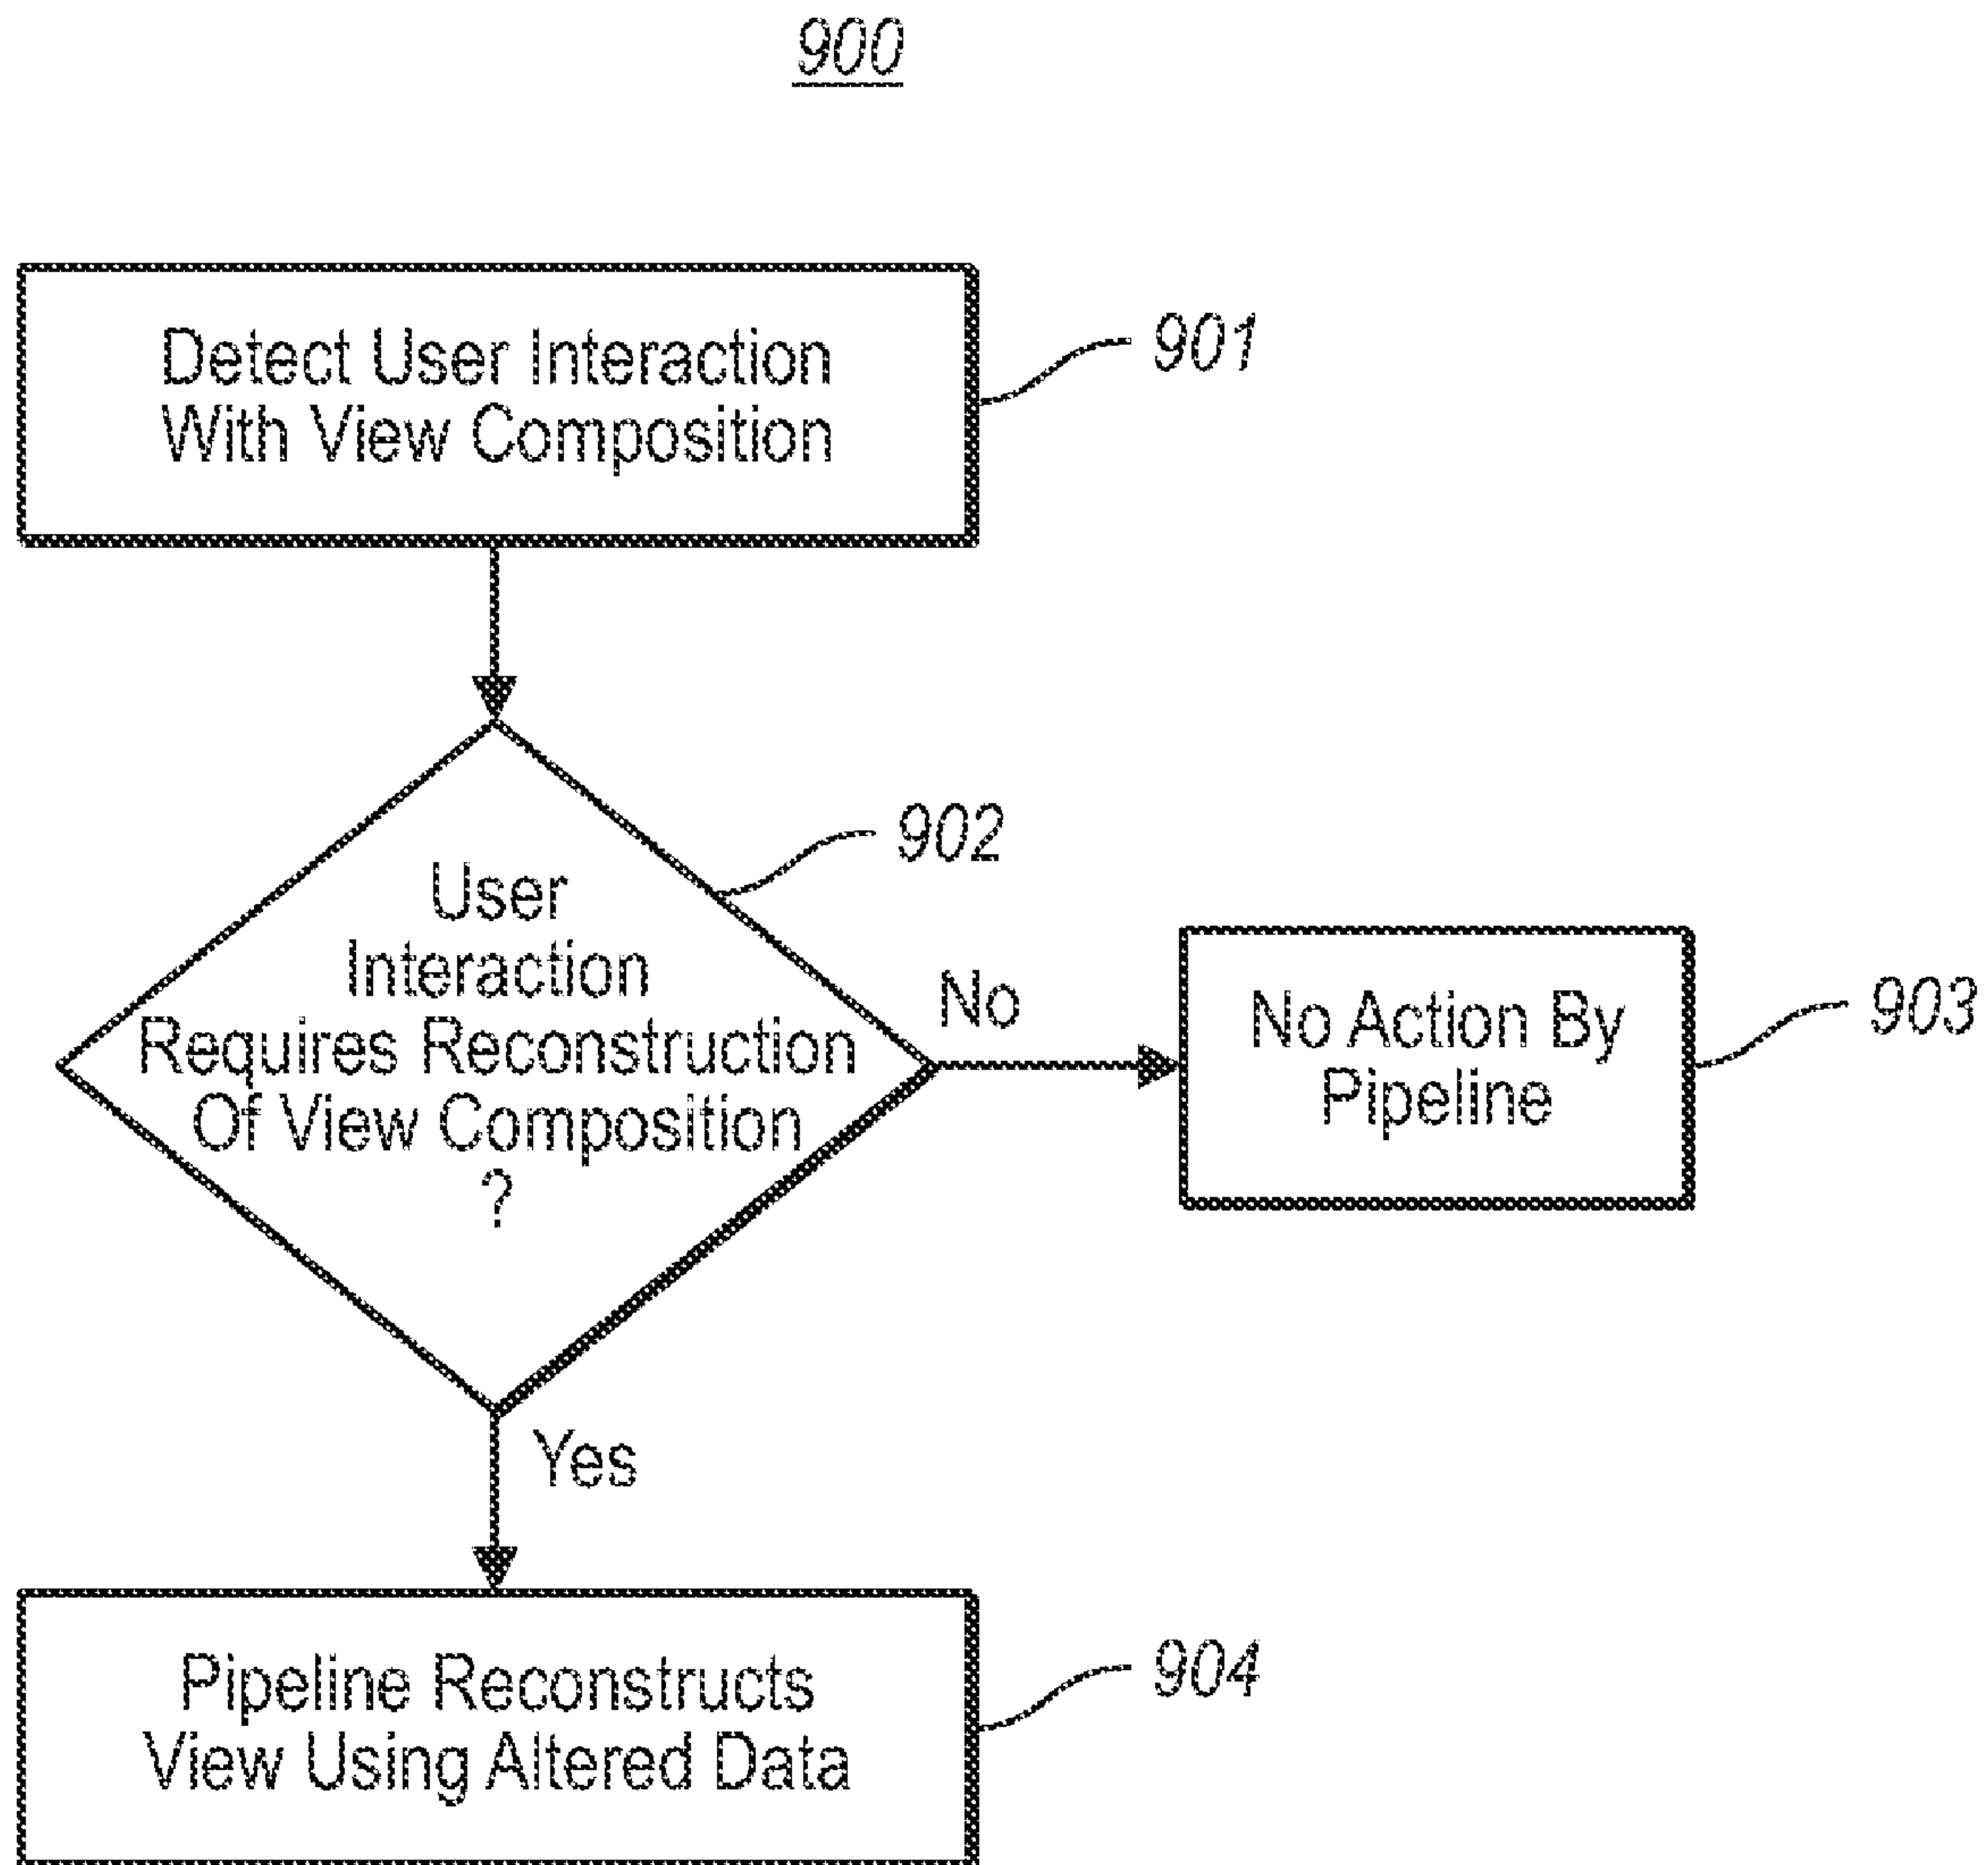 900
Detect User Interaction
With View Composition
901
902
User
Interaction
Requires Reconstruction
Of View Composition
?
No
No Action By
Pipeline
903
Yes
Pipeline Reconstructs
View Using Altered Data
904